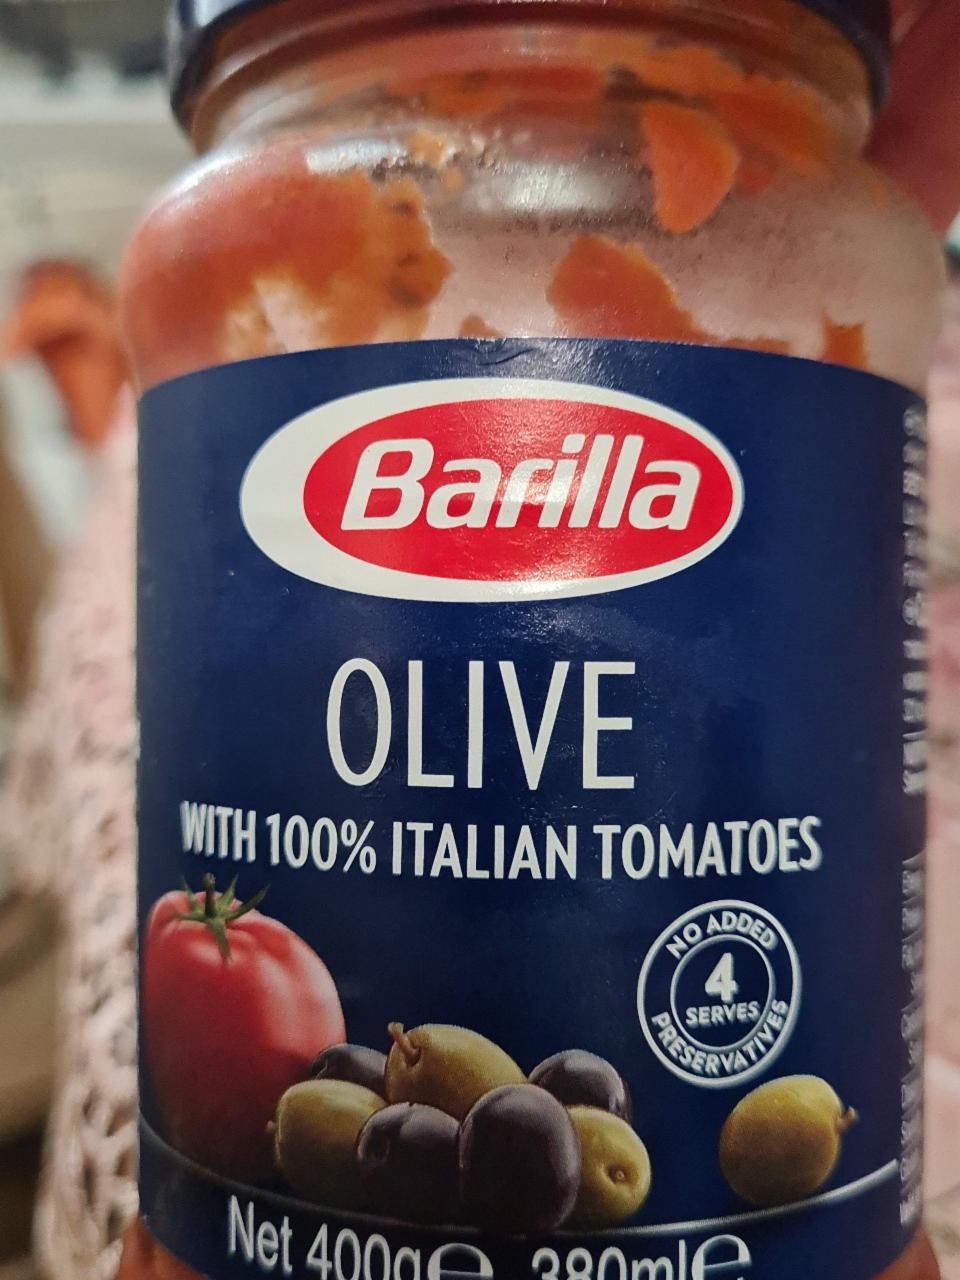 Barilla
OLIVE
WITH 100% ITALIAN TOMATOES
NO ADDED
4
SERVES
PRESERVATIVES
Net 400g℮ 380ml℮